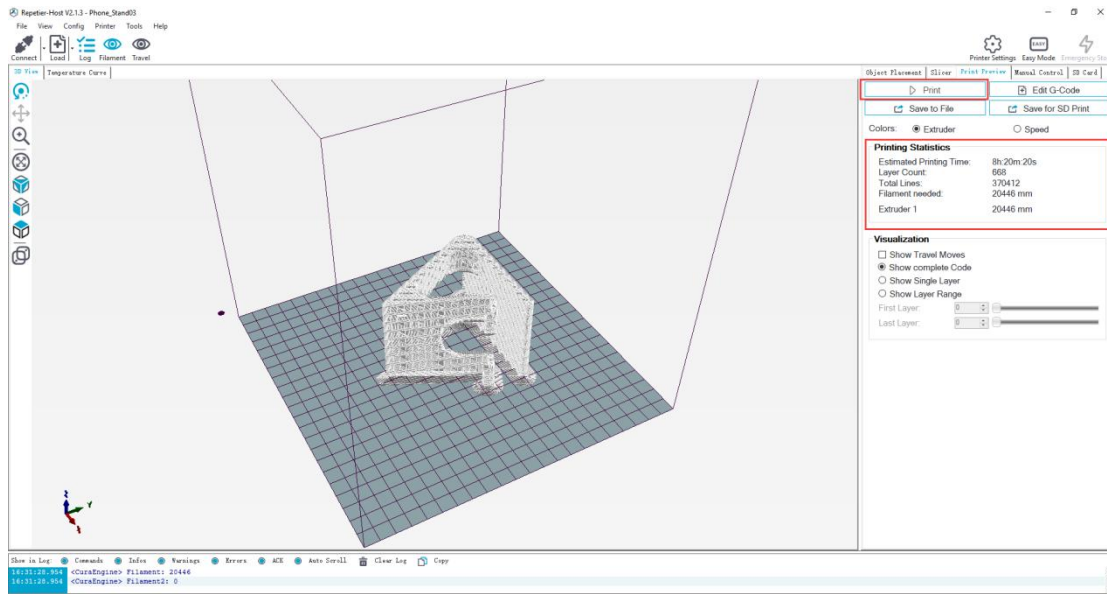 Repetier-Host V2.1.3 - Phone_Stand03
File View Config Printer Tools Help
Connect Load Log Filament Travel
Printer Settings Easy Mode Emergency Sto
EASY
3D View Temperature Curve
Object Placement Slicer Print Preview Manual Control SD Card
Print Edit G-Code
Save to File Save for SD Print
Colors: Extruder Speed
Printing Statistics
Estimated Printing Time: 8h:20m:20s
Layer Count: 668
Total Lines: 370412
Filament needed: 20446 mm
Extruder 1 20446 mm
Visualization
Show Travel Moves
Show complete Code
Show Single Layer
Show Layer Range
First Layer: 0
Last Layer: 0
Z
Y
Show in Log: Commands Infos Warnings Errors ACK Auto Scroll Clear Log Copy
16:31:28.954 <CuraEngine> Filament: 20446
16:31:28.954 <CuraEngine> Filament2: 0